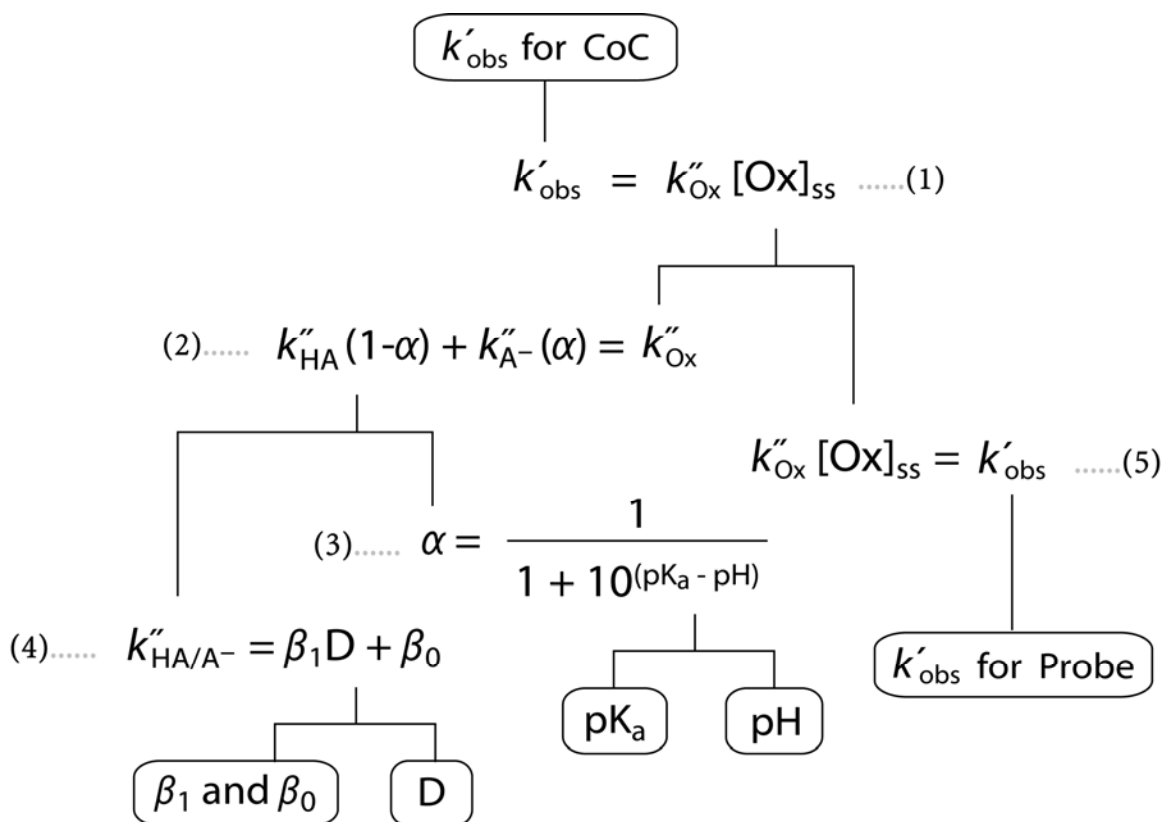 k′obs for CoC
k′obs = k″Ox [Ox]ss ......(1)
(2)...... k″HA (1-α) + k″A− (α) = k″Ox
k″Ox [Ox]ss = k′obs ......(5)
(3)...... α = 1
1 + 10(pKa - pH)
(4)...... k″HA/A− = β1D + β0
k′obs for Probe
pKa
pH
β1 and β0
D